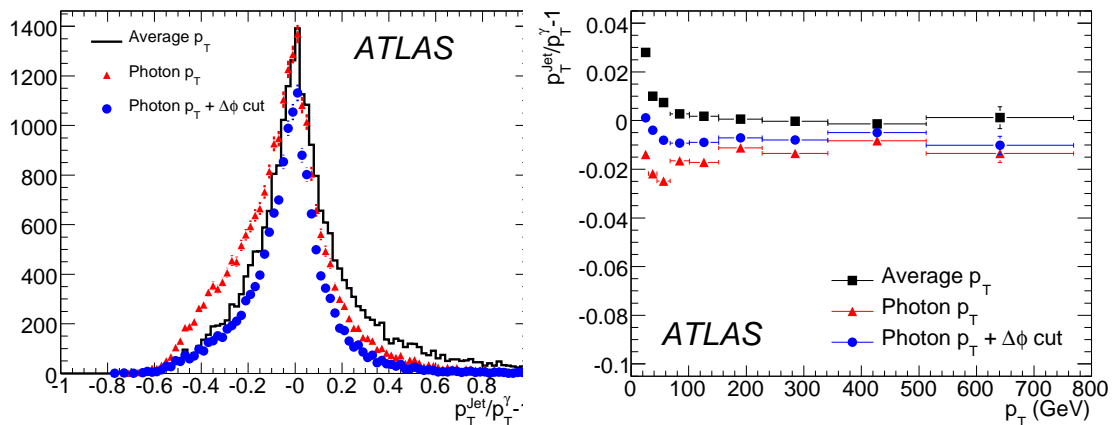 1400
1200
1000
800
600
400
200
0
Average p_T
Photon p_T
Photon p_T + Δϕ cut
ATLAS
-1 -0.8 -0.6 -0.4 -0.2 -0 0.2 0.4 0.6 0.8
p_T^Jet/p_T^γ-1
p_T^Jet/p_T^γ-1
0.04
0.02
0
-0.02
-0.04
-0.06
-0.08
-0.1
Average p_T
Photon p_T
Photon p_T + Δϕ cut
ATLAS
0 100 200 300 400 500 600 700 800
p_T (GeV)